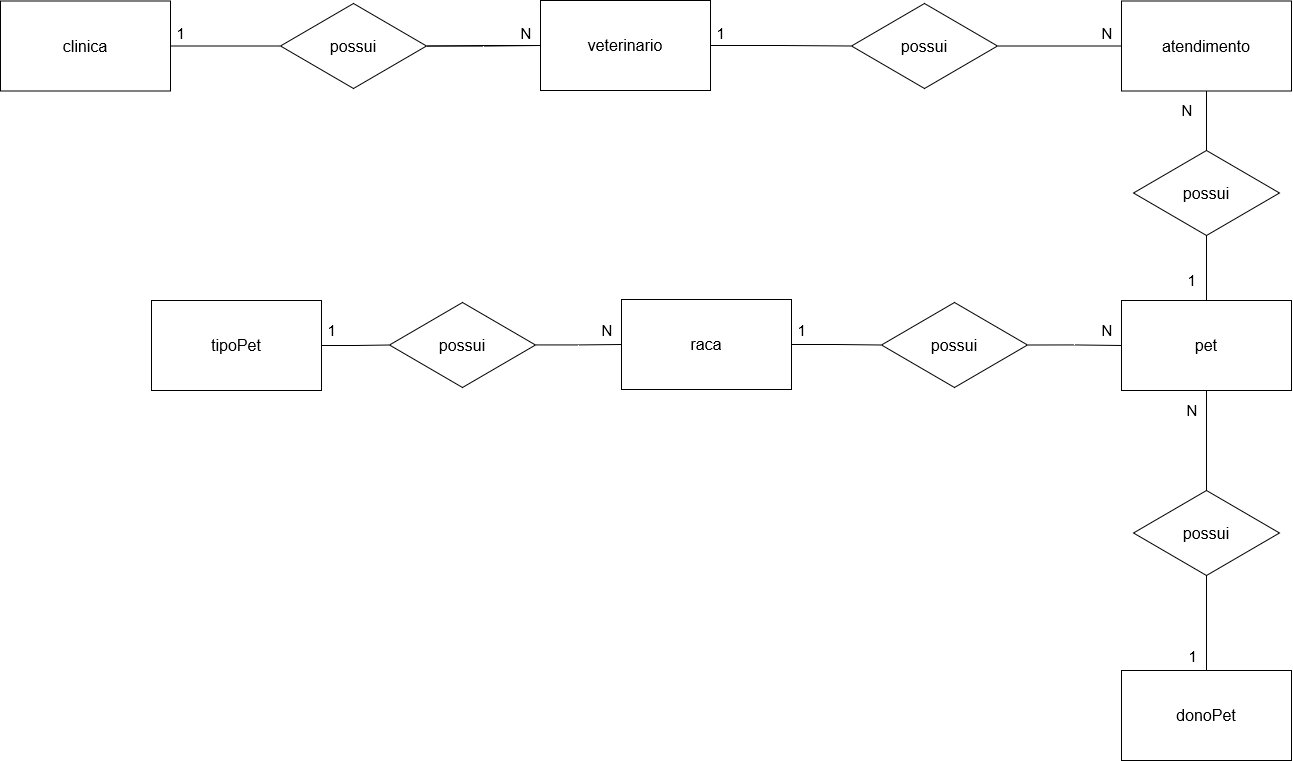 clinica
1
possui
N
veterinario
1
possui
N
atendimento
N
possui
1
tipoPet
1
possui
N
raca
1
possui
N
pet
N
possui
1
donoPet